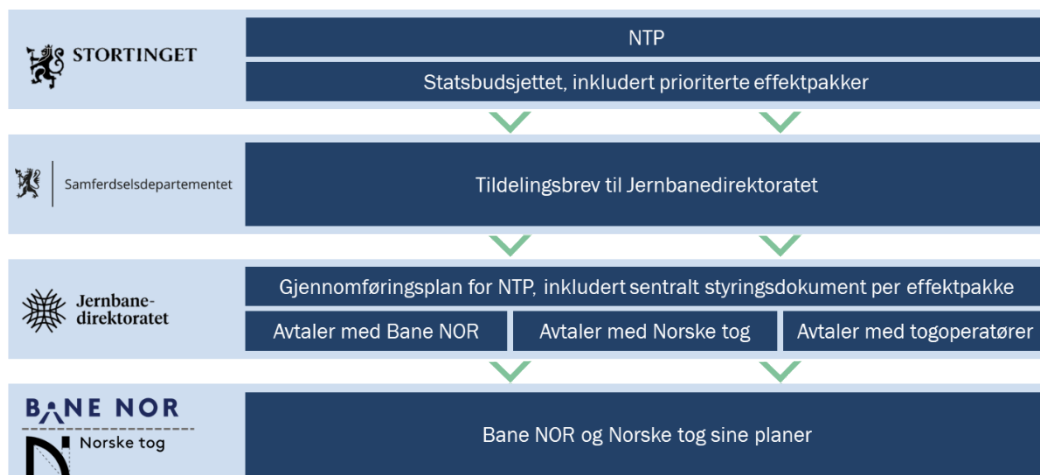 STORTINGET
NTP
Statsbudsjettet, inkludert prioriterte effektpakker
Samferdselsdepartementet
Tildelingsbrev til Jernbanedirektoratet
Jernbane-
direktoratet
Gjennomføringsplan for NTP, inkludert sentralt styringsdokument per effektpakke
Avtaler med Bane NOR
Avtaler med Norske tog
Avtaler med togoperatører
BANE NOR
Norske tog
Bane NOR og Norske tog sine planer